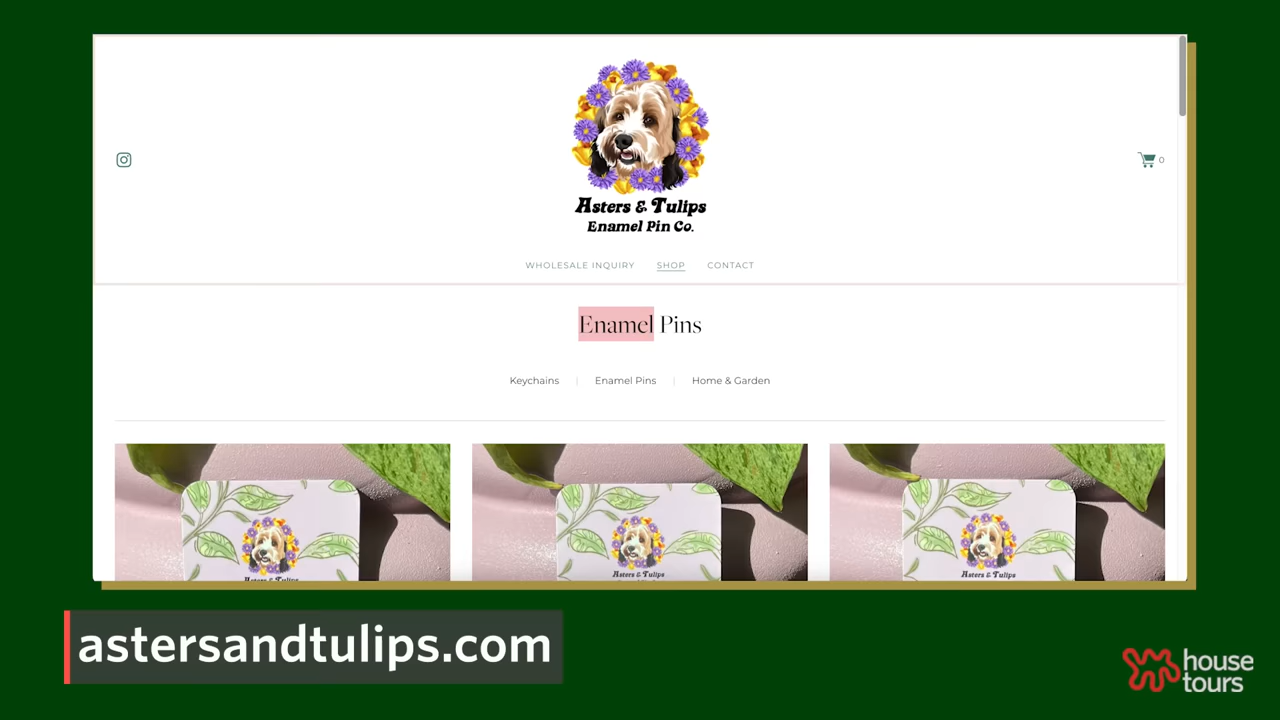 Asters & Tulips
Enamel Pin Co.
0
WHOLESALE INQUIRY SHOP CONTACT
Enamel Pins
Keychains | Enamel Pins | Home & Garden
Asters & Tulips
Asters & Tulips
Asters & Tulips
astersandtulips.com
house
tours